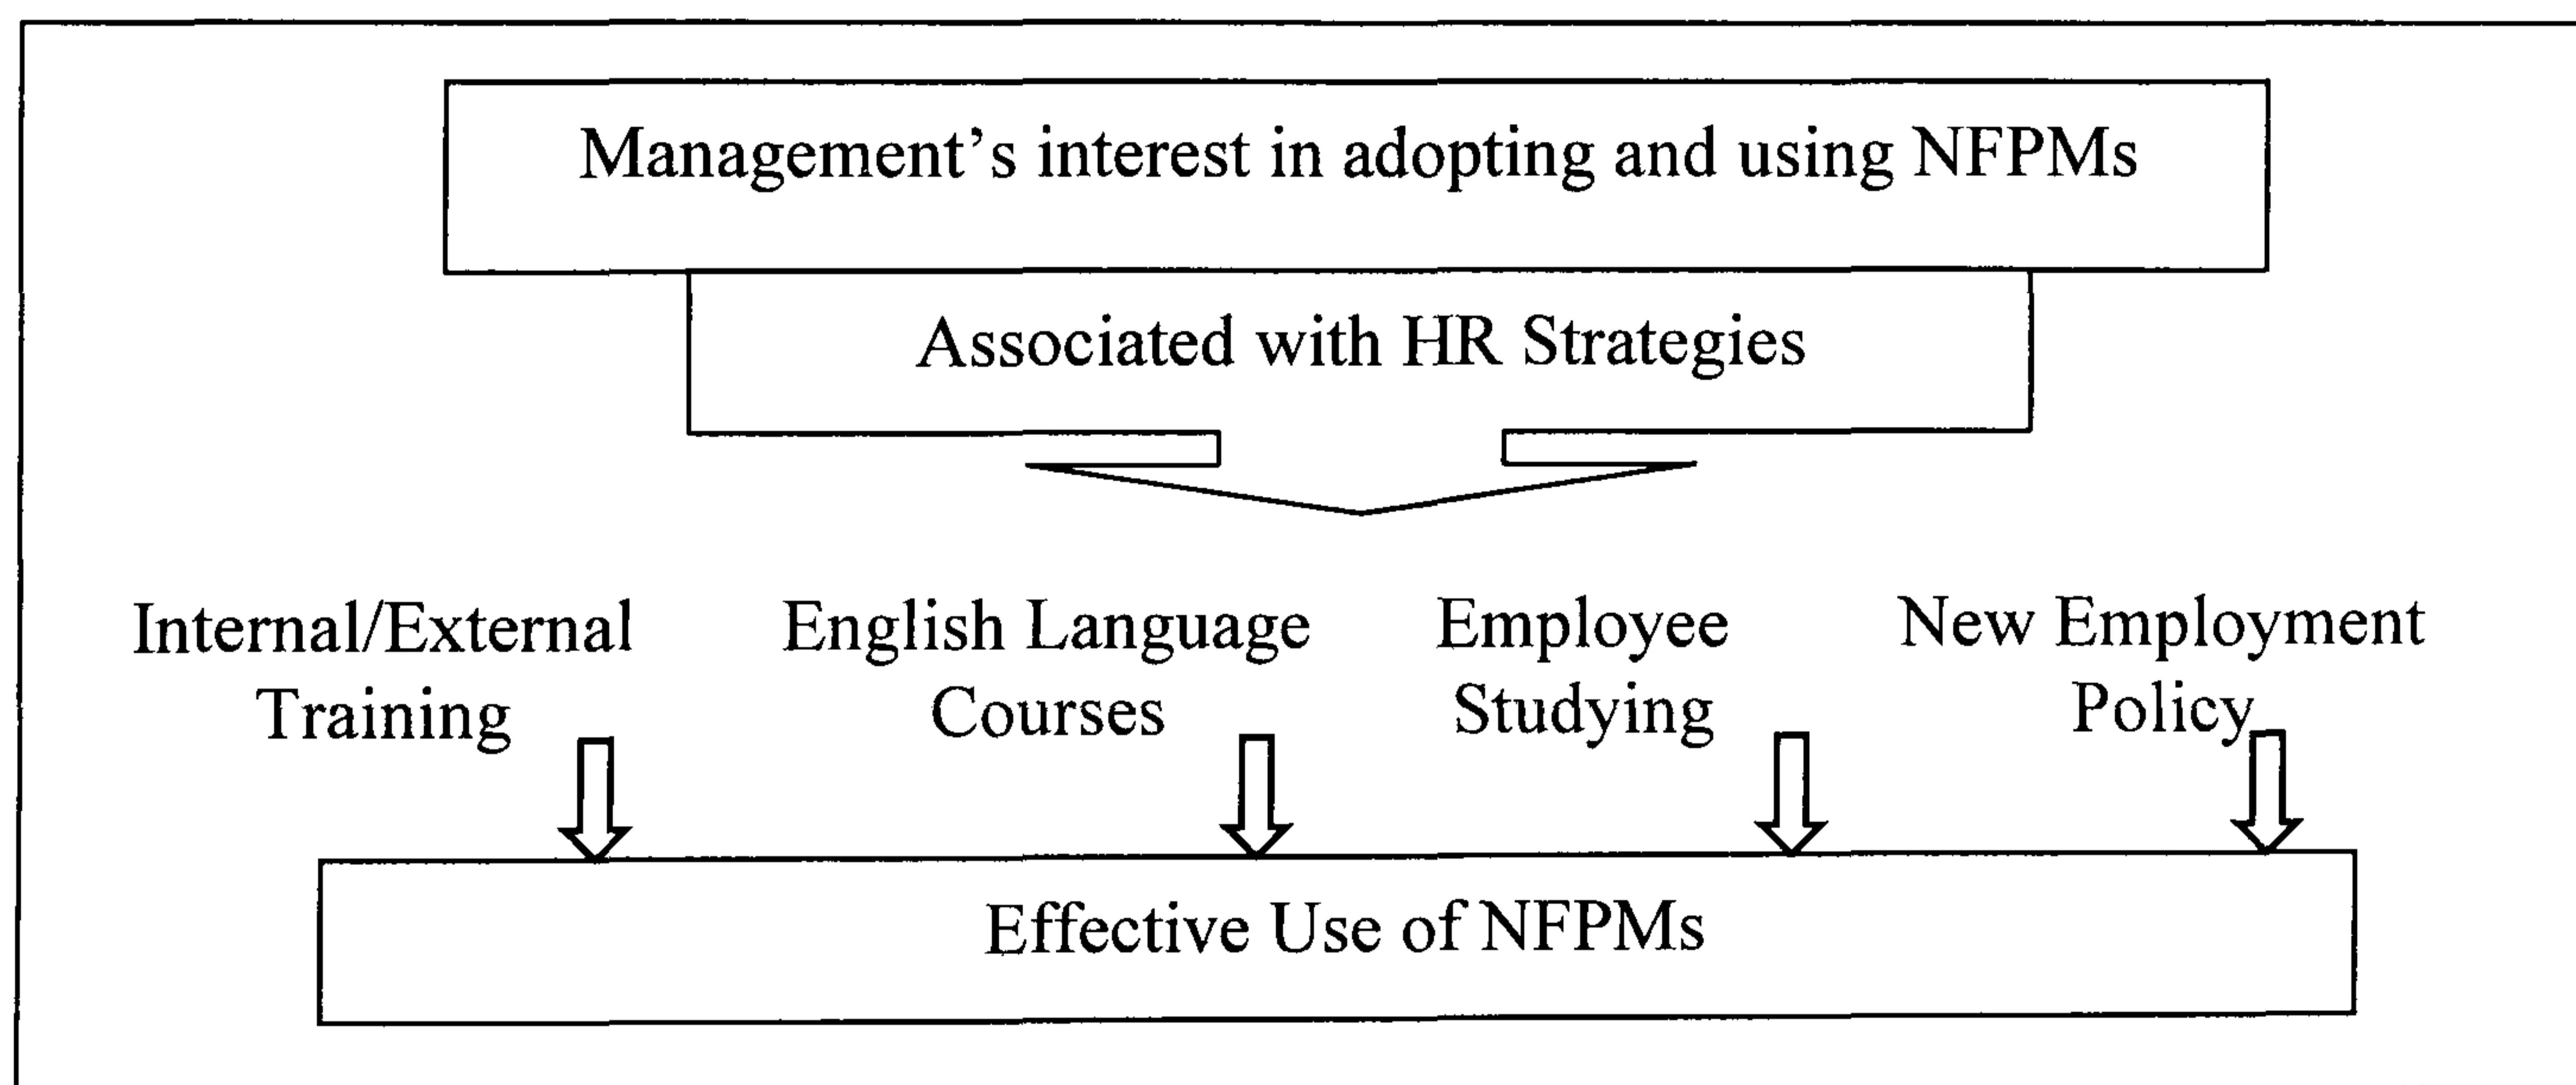 Management’s interest in adopting and using NFPMs
Associated with HR Strategies
Internal/External
Training
English Language
Courses
Employee
Studying
New Employment
Policy
Effective Use of NFPMs